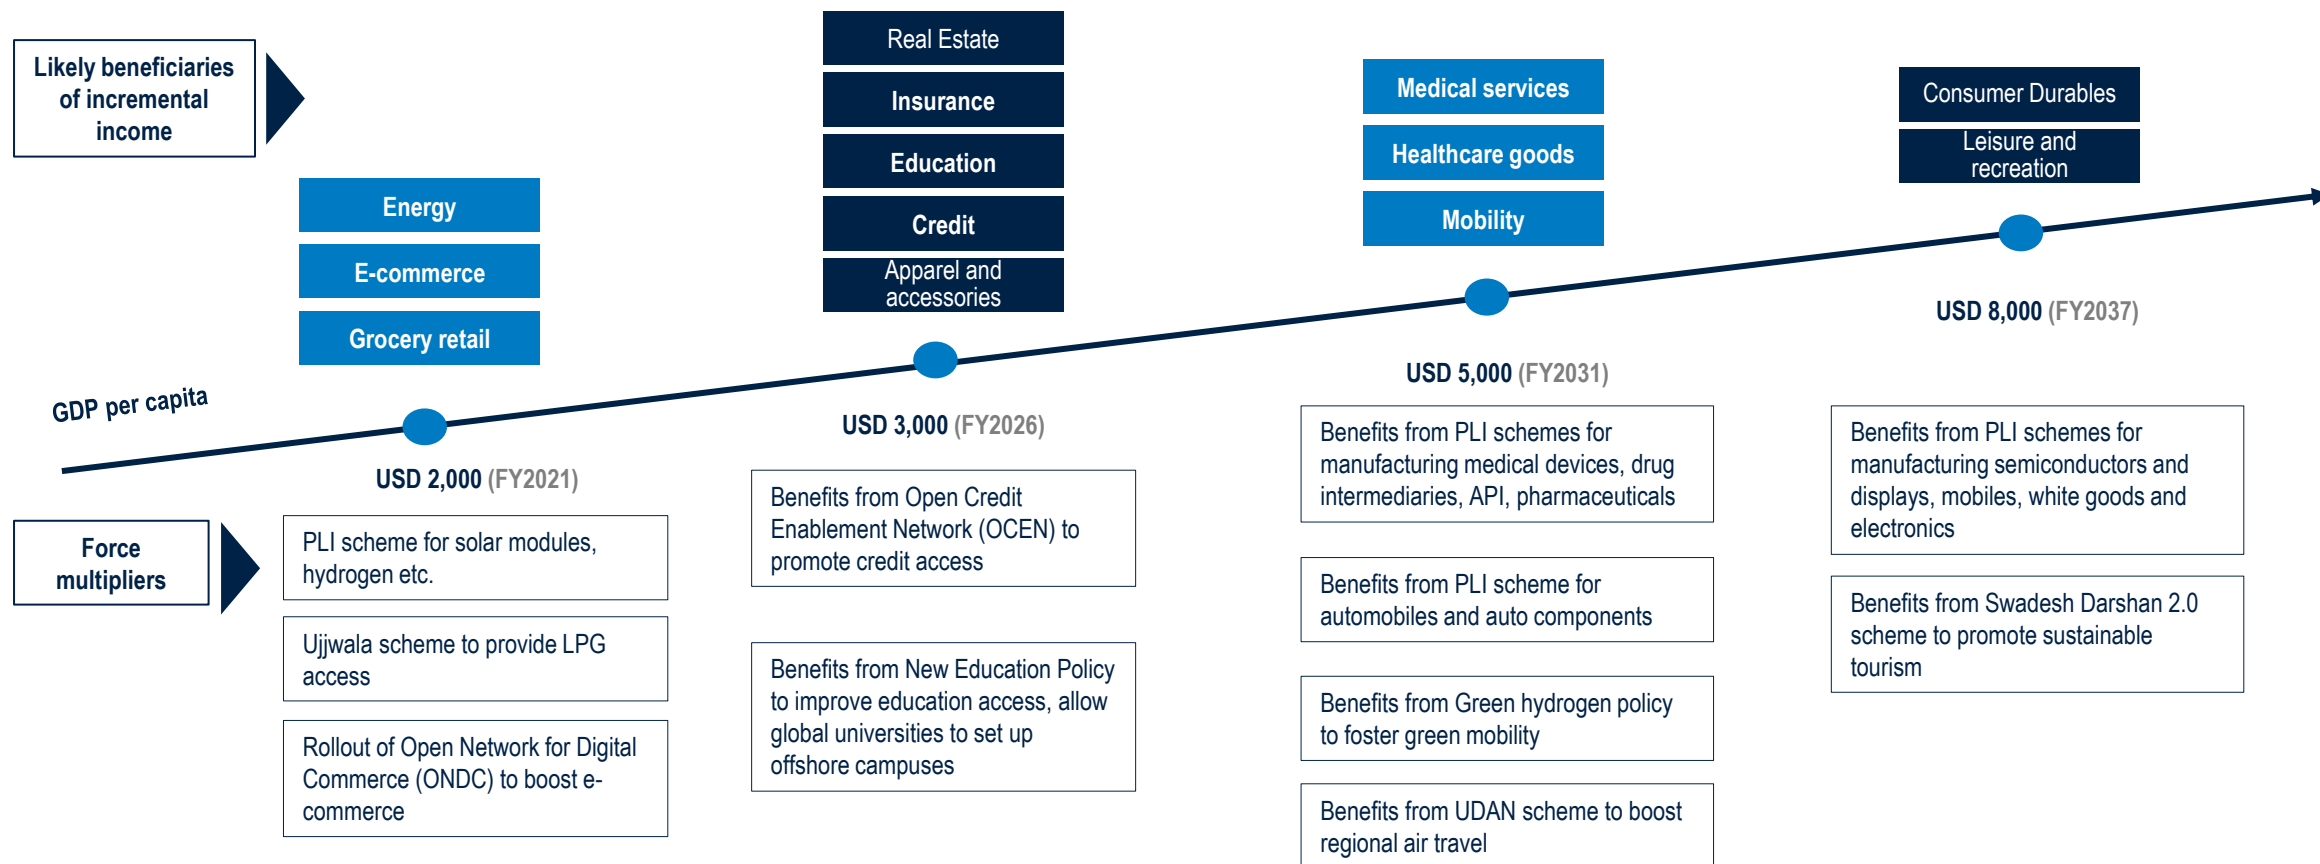 Likely beneficiaries
of incremental
income
Energy
E-commerce
Grocery retail
Real Estate
Insurance
Education
Credit
Apparel and
accessories
Medical services
Healthcare goods
Mobility
Consumer Durables
Leisure and
recreation
GDP per capita
USD 2,000 (FY2021)
USD 3,000 (FY2026)
USD 5,000 (FY2031)
USD 8,000 (FY2037)
Force
multipliers
PLI scheme for solar modules,
hydrogen etc.
Ujjwala scheme to provide LPG
access
Rollout of Open Network for Digital
Commerce (ONDC) to boost e-
commerce
Benefits from Open Credit
Enablement Network (OCEN) to
promote credit access
Benefits from New Education Policy
to improve education access, allow
global universities to set up
offshore campuses
Benefits from PLI schemes for
manufacturing medical devices, drug
intermediaries, API, pharmaceuticals
Benefits from PLI scheme for
automobiles and auto components
Benefits from Green hydrogen policy
to foster green mobility
Benefits from UDAN scheme to boost
regional air travel
Benefits from PLI schemes for
manufacturing semiconductors and
displays, mobiles, white goods and
electronics
Benefits from Swadesh Darshan 2.0
scheme to promote sustainable
tourism